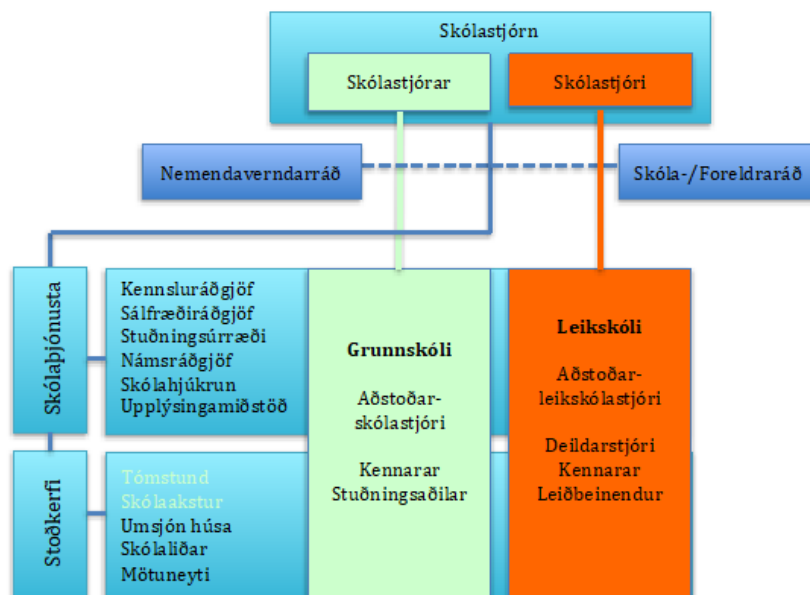 Skólastjórn
Skólastjórar
Skólastjóri
Nemendaverndarráð
Skóla-/Foreldraráð
Skólaþjónusta
Kennsluráðgjöf
Sálfræðiráðgjöf
Stuðningsúrræði
Námsráðgjöf
Skólahjúkrun
Upplýsingamiðstöð
Stoðkerfi
Tómstund
Skólaakstur
Umsjón húsa
Skólaliðar
Mötuneyti
Grunnskóli
Aðstoðar-
skólastjóri
Kennarar
Stuðningsaðilar
Leikskóli
Aðstoðar-
leikskólastjóri
Deildarstjóri
Kennarar
Leiðbeinendur